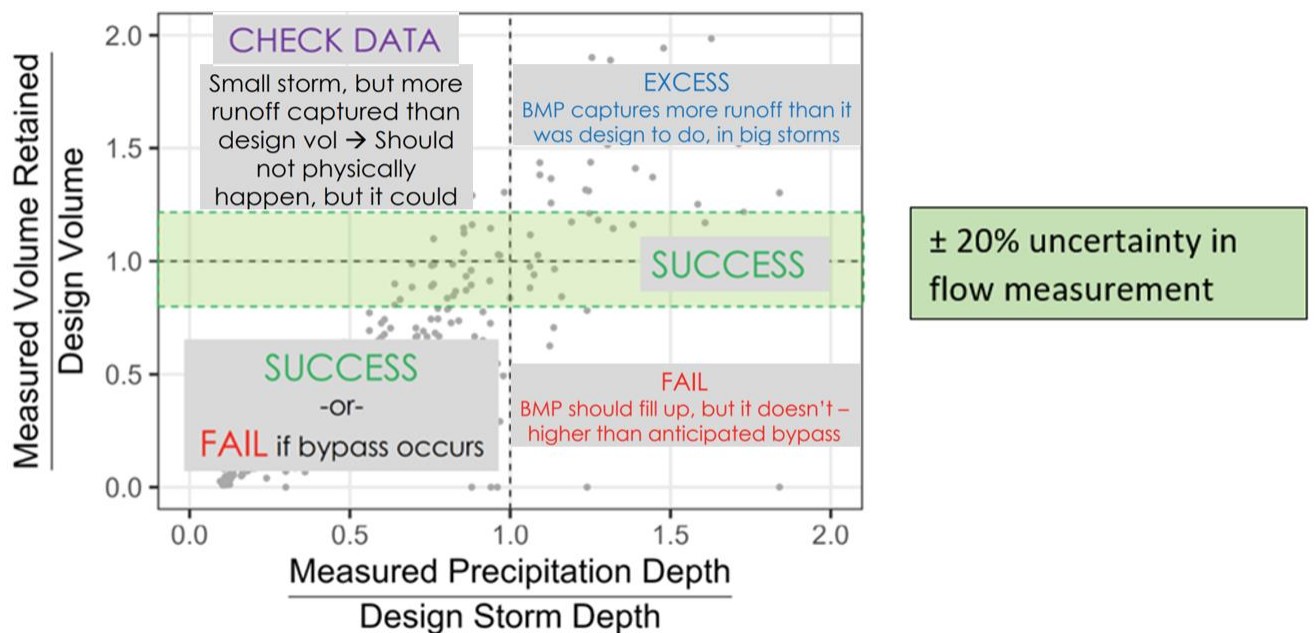 Measured Volume Retained
Design Volume
2.0
1.5
1.0
0.5
0.0
CHECK DATA
Small storm, but more
runoff captured than
design vol → Should
not physically
happen, but it could
EXCESS
BMP captures more runoff than it
was design to do, in big storms
SUCCESS
SUCCESS
-or-
FAIL if bypass occurs
FAIL
BMP should fill up, but it doesn't –
higher than anticipated bypass
0.0 0.5 1.0 1.5 2.0
Measured Precipitation Depth
Design Storm Depth
± 20% uncertainty in
flow measurement